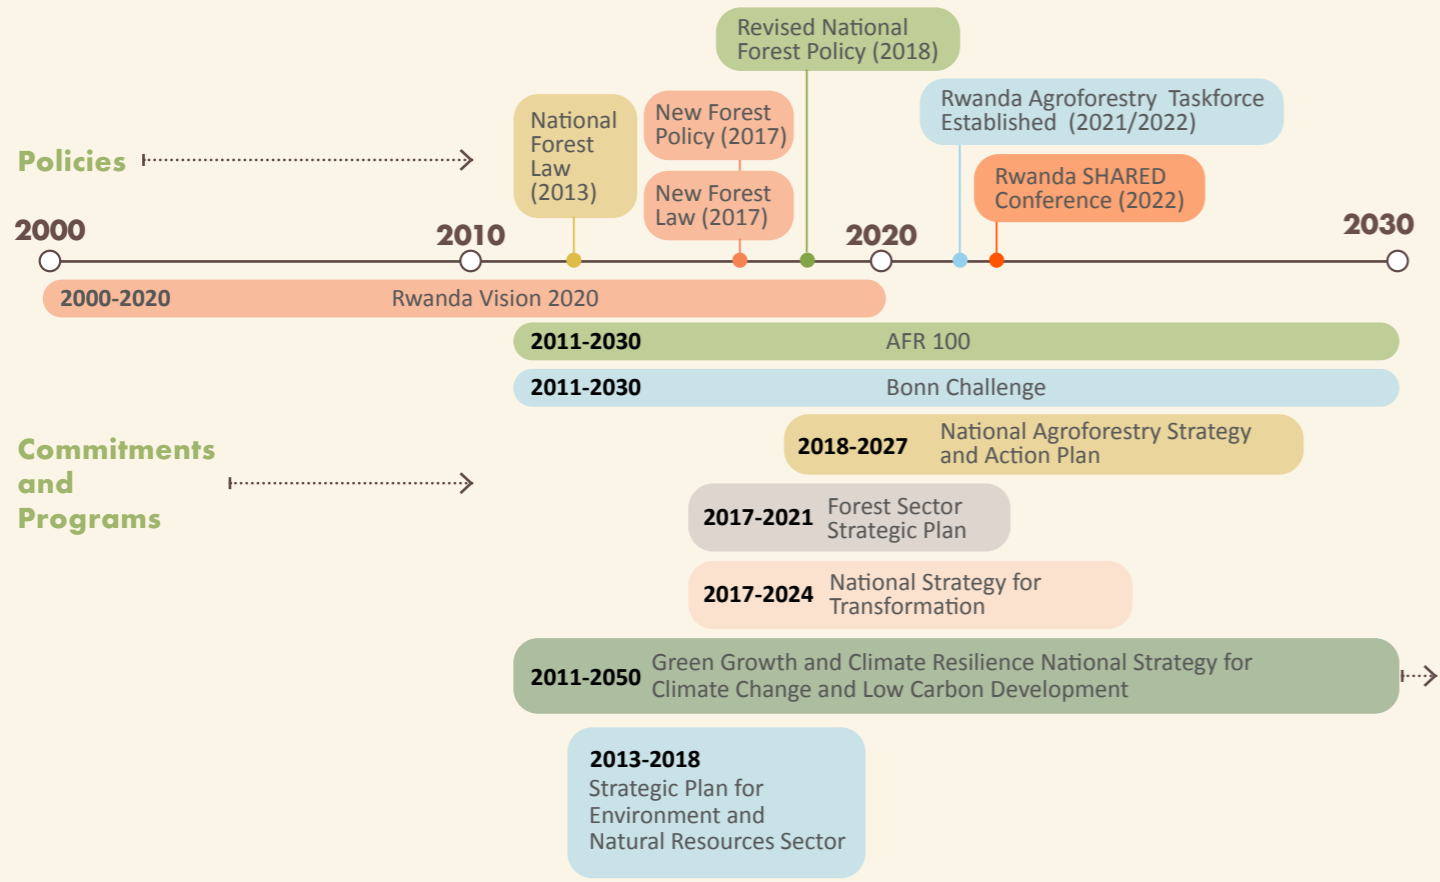 Revised National
Forest Policy (2018)
National
Forest
Law
(2013)
New Forest
Policy (2017)
New Forest
Law (2017)
Rwanda Agroforestry Taskforce
Established (2021/2022)
Rwanda SHARED
Conference (2022)
Policies
2000
2010
2020
2030
2000-2020 Rwanda Vision 2020
2011-2030 AFR 100
2011-2030 Bonn Challenge
Commitments
and
Programs
2018-2027 National Agroforestry Strategy
and Action Plan
2017-2021 Forest Sector
Strategic Plan
2017-2024 National Strategy for
Transformation
2011-2050 Green Growth and Climate Resilience National Strategy for
Climate Change and Low Carbon Development
2013-2018
Strategic Plan for
Environment and
Natural Resources Sector